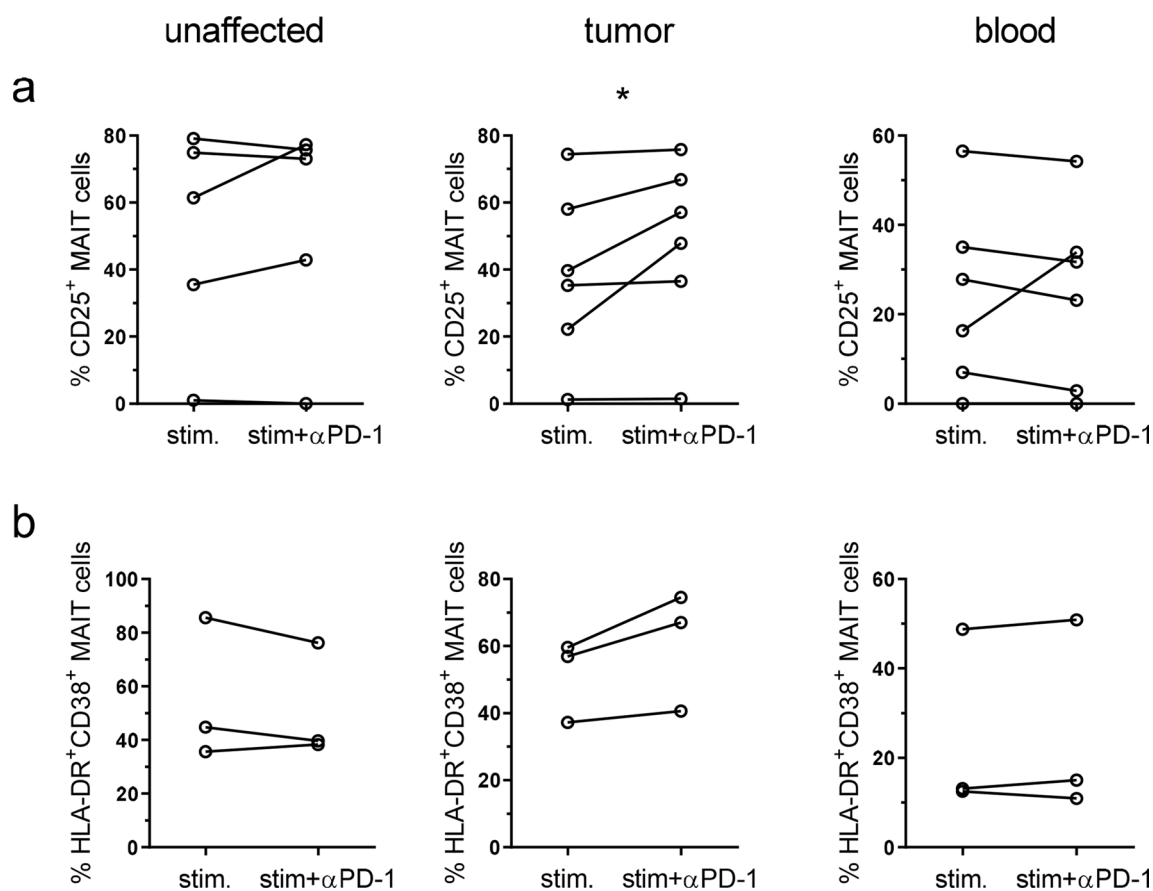 unaffected tumor blood
a
*
% CD25+ MAIT cells
80
60
40
20
0
stim. stim+αPD-1
% CD25+ MAIT cells
80
60
40
20
0
stim. stim+αPD-1
% CD25+ MAIT cells
60
40
20
0
stim. stim+αPD-1
b
% HLA-DR+CD38+ MAIT cells
100
80
60
40
20
0
stim. stim+αPD-1
% HLA-DR+CD38+ MAIT cells
80
60
40
20
0
stim. stim+αPD-1
% HLA-DR+CD38+ MAIT cells
60
40
20
0
stim. stim+αPD-1